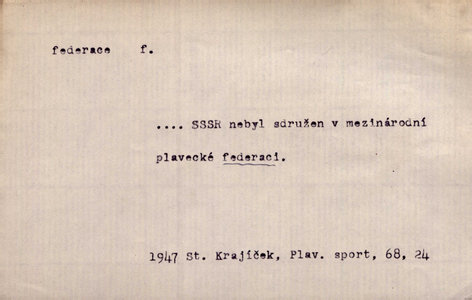 federace f.
.... SSSR nebyl sdružen v mezinárodní
plavecké federaci.
1947 St. Krajíček, Plav. sport, 68, 24